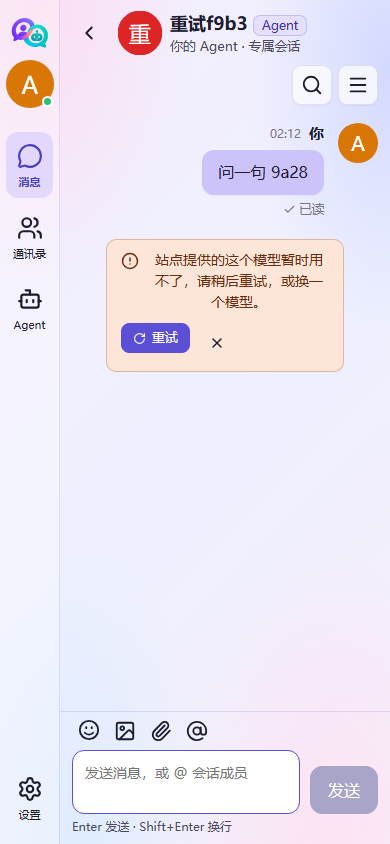 重
重试f9b3 Agent
你的 Agent · 专属会话
A
消息
通讯录
Agent
02:12 你
A
问一句 9a28
已读
站点提供的这个模型暂时用
不了，请稍后重试，或换一
个模型。
重试
发送消息，或 @ 会话成员
发送
Enter 发送 · Shift+Enter 换行
设置